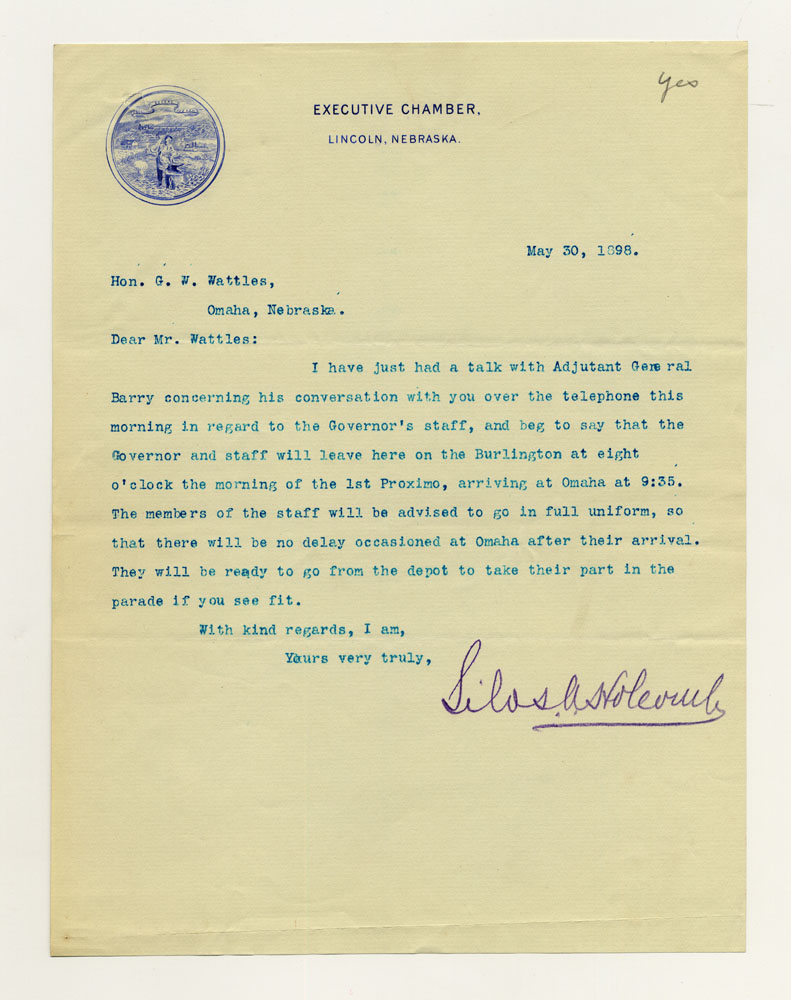 yes
EXECUTIVE CHAMBER,
LINCOLN, NEBRASKA.
May 30, 1898.
Hon. G. W. Wattles,
Omaha, Nebraska.
Dear Mr. Wattles:
I have just had a talk with Adjutant General
Barry concerning his conversation with you over the telephone this
morning in regard to the Governor's staff, and beg to say that the
Governor and staff will leave here on the Burlington at eight
o'clock the morning of the 1st Proximo, arriving at Omaha at 9:35.
The members of the staff will be advised to go in full uniform, so
that there will be no delay occasioned at Omaha after their arrival.
They will be ready to go from the depot to take their part in the
parade if you see fit.
With kind regards, I am,
Yours very truly,
Silas A. Holcomb